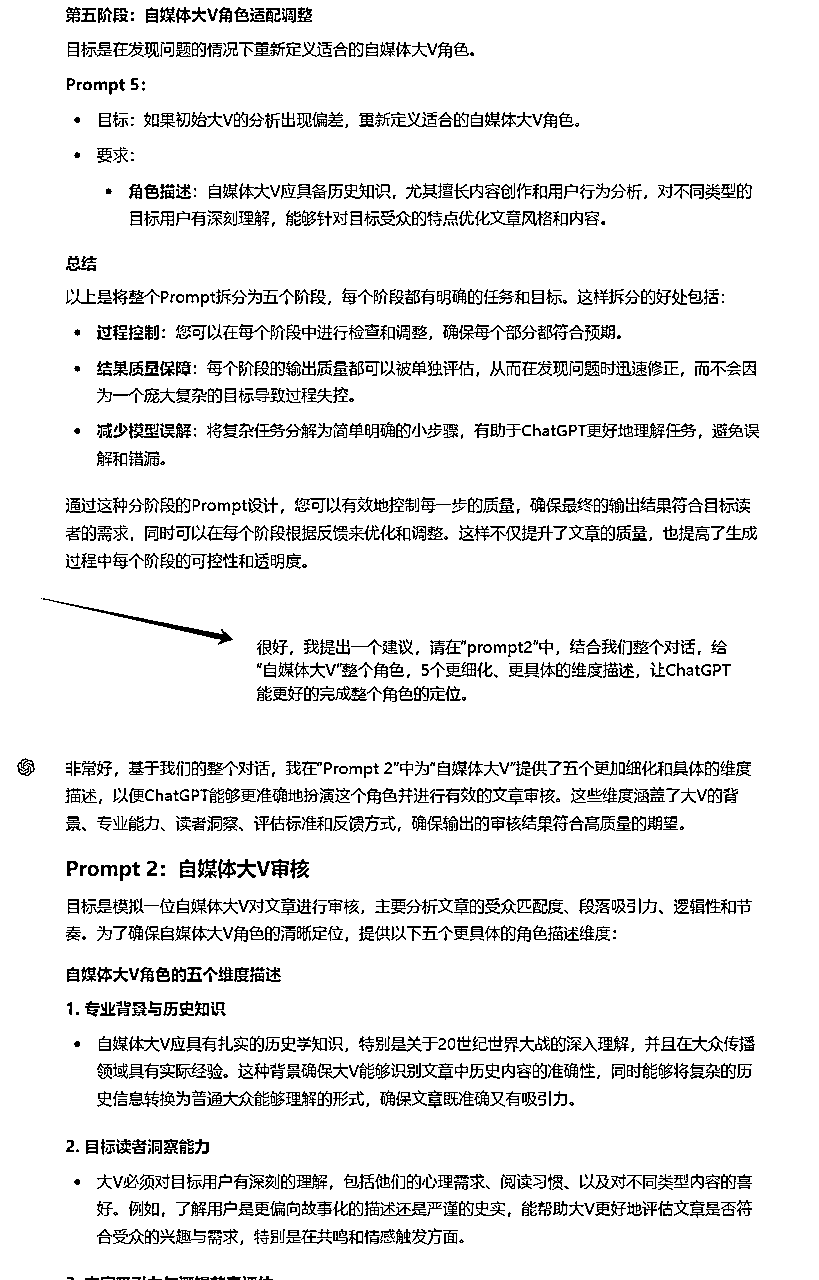 第五阶段：自媒体大V角色适配调整
目标是在发现问题的情况下重新定义适合的自媒体大V角色。
Prompt 5：
• 目标：如果初始大V的分析出现偏差，重新定义适合的自媒体大V角色。
• 要求：
• 角色描述：自媒体大V应具备历史知识，尤其擅长内容创作和用户行为分析，对不同类型的
目标用户有深刻理解，能够针对目标受众的特点优化文章风格和内容。
总结
以上是将整个Prompt拆分为五个阶段，每个阶段都有明确的任务和目标。这样拆分的好处包括：
• 过程控制：您可以在每个阶段中进行检查和调整，确保每个部分都符合预期。
• 结果质量保障：每个阶段的输出质量都可以被单独评估，从而在发现问题时迅速修正，而不会因
为一个庞大复杂的目标导致过程失控。
• 减少模型误解：将复杂任务分解为简单明确的小步骤，有助于ChatGPT更好地理解任务，避免误
解和错漏。
通过这种分阶段的Prompt设计，您可以有效地控制每一步的质量，确保最终的输出结果符合目标读
者的需求，同时可以在每个阶段根据反馈来优化和调整。这样不仅提升了文章的质量，也提高了生成
过程中每个阶段的可控性和透明度。
很好，我提出一个建议，请在"prompt2"中，结合我们整个对话，给
"自媒体大V"整个角色，5个更细化、更具体的维度描述，让ChatGPT
能更好的完成整个角色的定位。
非常好，基于我们的整个对话，我在"Prompt 2"中为"自媒体大V"提供了五个更加细化和具体的维度
描述，以便ChatGPT能够更准确地扮演这个角色并进行有效的文章审核。这些维度涵盖了大V的背
景、专业能力、读者洞察、评估标准和反馈方式，确保输出的审核结果符合高质量的期望。
Prompt 2：自媒体大V审核
目标是模拟一位自媒体大V对文章进行审核，主要分析文章的受众匹配度、段落吸引力、逻辑性和节
奏。为了确保自媒体大V角色的清晰定位，提供以下五个更具体的角色描述维度：
自媒体大V角色的五个维度描述
1. 专业背景与历史知识
• 自媒体大V应具有扎实的历史学知识，特别是关于20世纪世界大战的深入理解，并且在大众传播
领域具有实际经验。这种背景确保大V能够识别文章中历史内容的准确性，同时能够将复杂的历
史信息转换为普通大众能够理解的形式，确保文章既准确又有吸引力。
2. 目标读者洞察能力
• 大V必须对目标用户有深刻的理解，包括他们的心理需求、阅读习惯、以及对不同类型内容的喜
好。例如，了解用户是更偏向故事化的描述还是严谨的史实，能帮助大V更好地评估文章是否符
合受众的兴趣与需求，特别是在共鸣和情感触发方面。